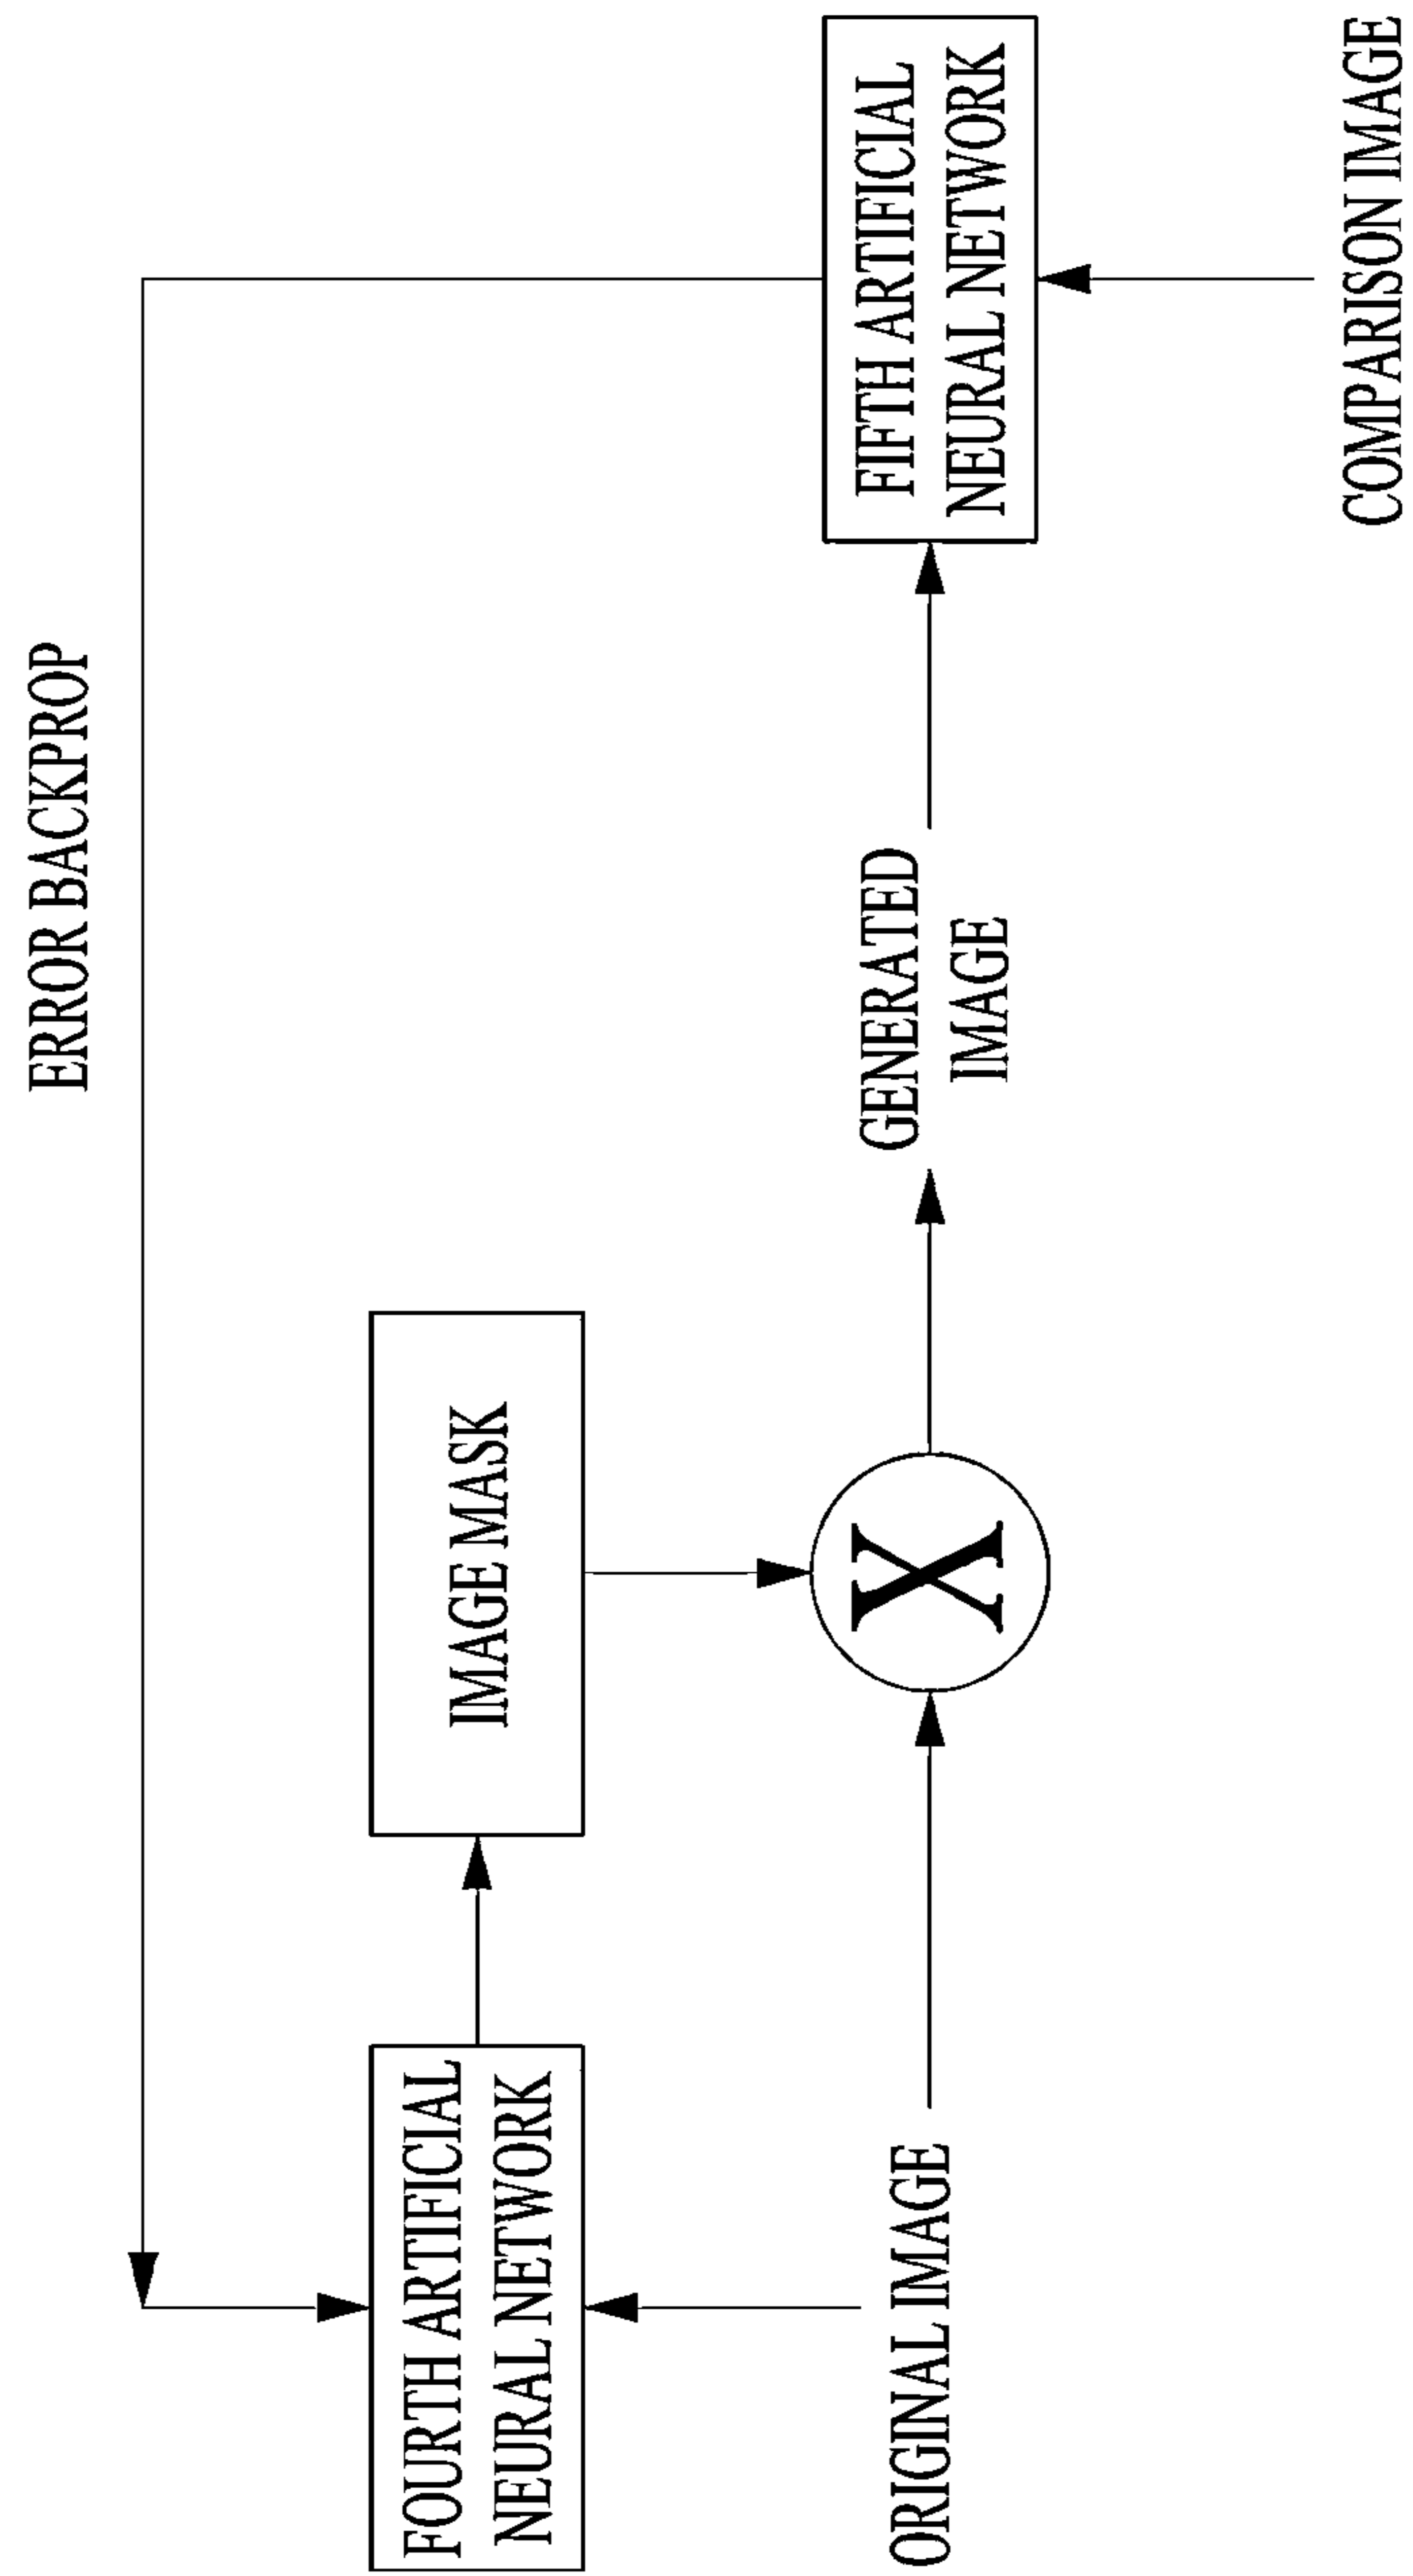 ERROR BACKPROP
FOURTH ARTIFICIAL
NEURAL NETWORK
IMAGE MASK
ORIGINAL IMAGE
X
GENERATED
IMAGE
FIFTH ARTIFICIAL
NEURAL NETWORK
COMPARISON IMAGE